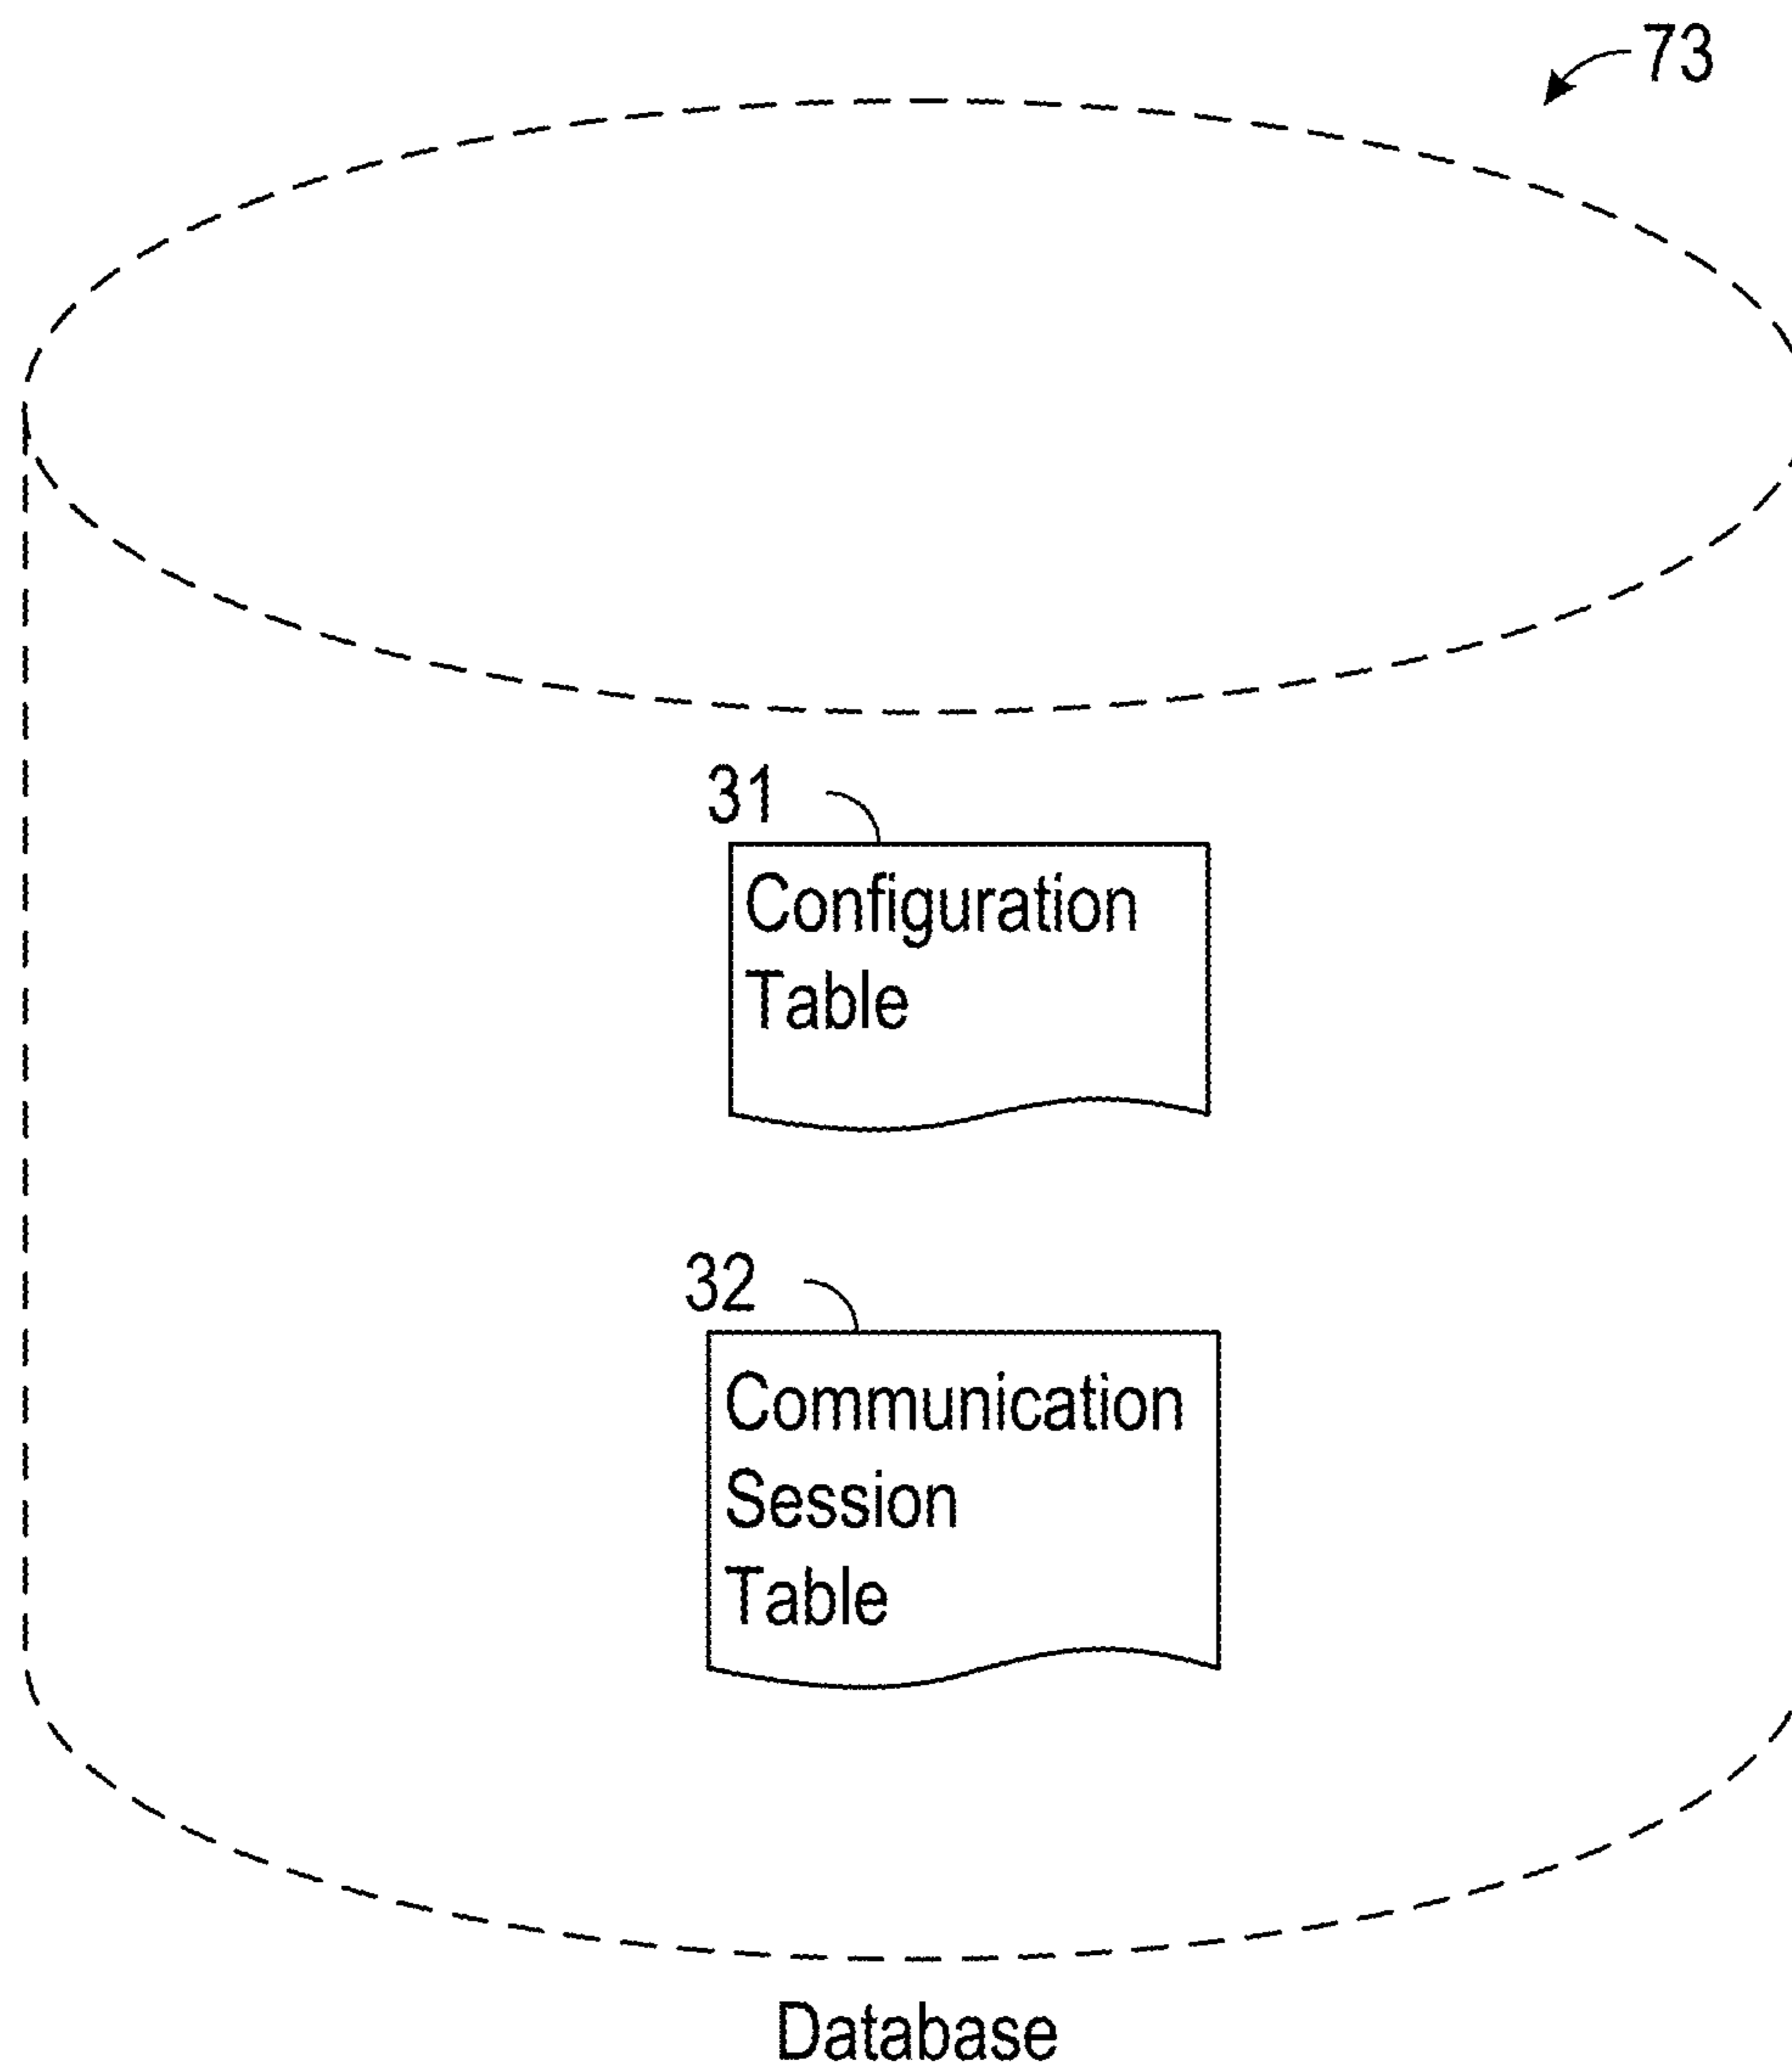 73
31
Configuration
Table
32
Communication
Session
Table
Database